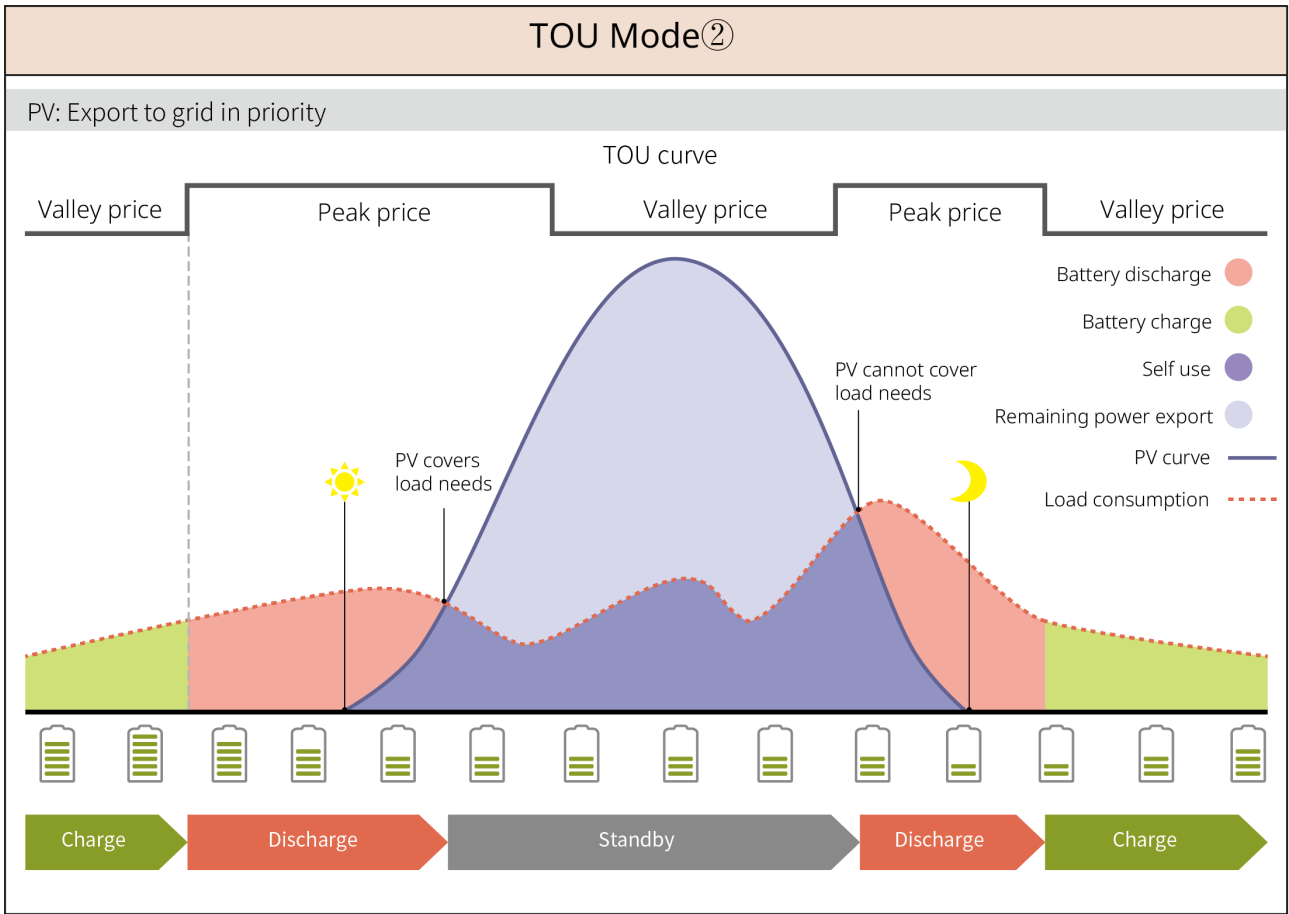 TOU Mode②
PV: Export to grid in priority
TOU curve
Valley price
Peak price
Valley price
Peak price
Valley price
Battery discharge
Battery charge
Self use
Remaining power export
PV curve
Load consumption
PV cannot cover
load needs
PV covers
load needs
Charge
Discharge
Standby
Discharge
Charge